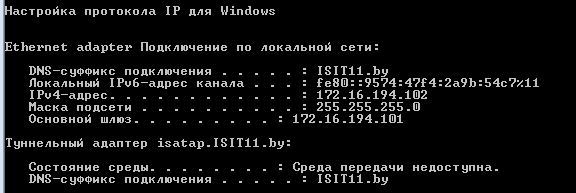 Настройка протокола IP для Windows
Ethernet adapter Подключение по локальной сети:
DNS-суффикс подключения . . . . . : ISIT11.by
Локальный IPv6-адрес канала . . . : fe80::9574:47f4:2a9b:54c7%11
IPv4-адрес. . . . . . . . . . . . : 172.16.194.102
Маска подсети . . . . . . . . . . : 255.255.255.0
Основной шлюз. . . . . . . . . : 172.16.194.101
Туннельный адаптер isatap.ISIT11.by:
Состояние среды. . . . . . . . : Среда передачи недоступна.
DNS-суффикс подключения . . . . . : ISIT11.by